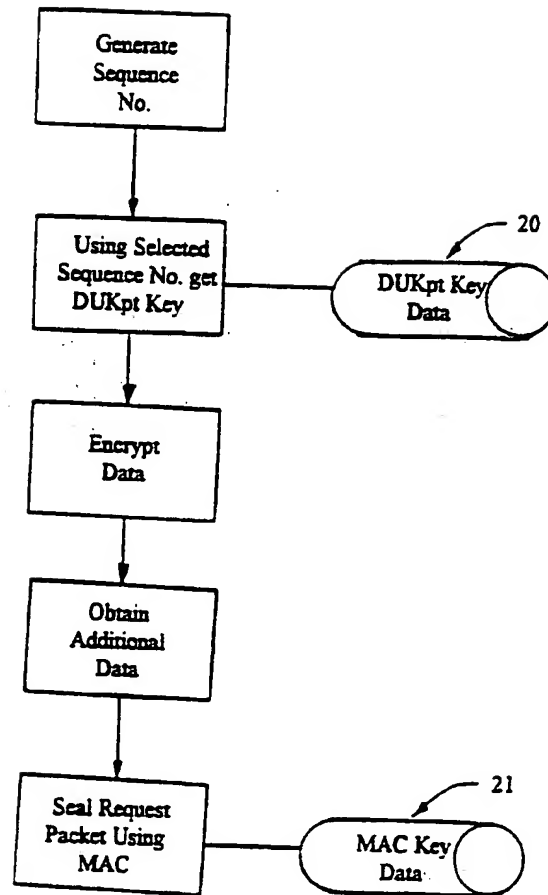 Generate
Sequence
No.
Using Selected
Sequence No. get
DUKpt Key
20
DUKpt Key
Data
Encrypt
Data
Obtain
Additional
Data
Seal Request
Packet Using
MAC
21
MAC Key
Data